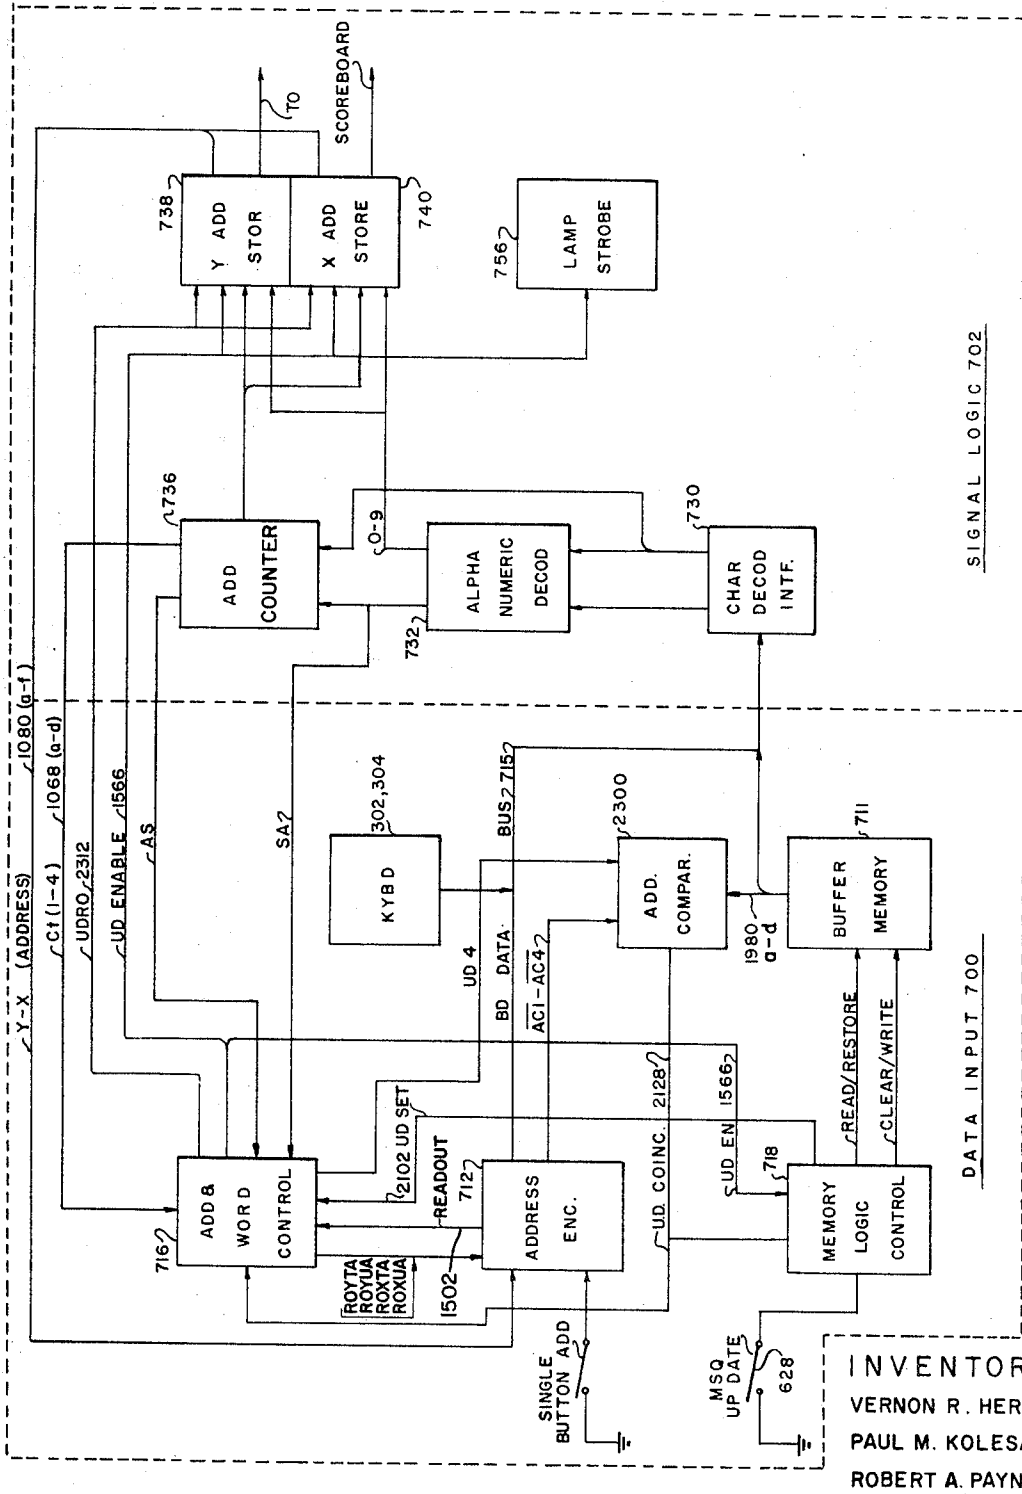 Y-X (ADDRESS) 1080 (a-f)
Ct (1-4) 1068 (a-d)
UDRO 2312
UD ENABLE 1566
AS
SA
716
ADD &
WORD
CONTROL
ROYTA
ROYUA
ROXTA
ROXUA
1502
READOUT
2102 UD SET
712
ADDRESS
ENC.
SINGLE
BUTTON ADD
UD 4
BD DATA
BUS 715
AC1-AC4
KYBD
302,304
U.D. COINC. 2128
UD EN 1566
ADD.
COMPAR.
2300
MSQ
UP DATE
628
718
MEMORY
LOGIC
CONTROL
READ/RESTORE
CLEAR/WRITE
1980
a-d
BUFFER
MEMORY
711
DATA INPUT 700
736
ADD
COUNTER
0-9
732
ALPHA
NUMERIC
DECOD
730
CHAR
DECOD
INTF.
738
Y ADD
STOR
X ADD
STORE
740
TO
SCOREBOARD
756
LAMP
STROBE
SIGNAL LOGIC 702
INVENTOR
VERNON R. HER
PAUL M. KOLESA
ROBERT A. PAYN